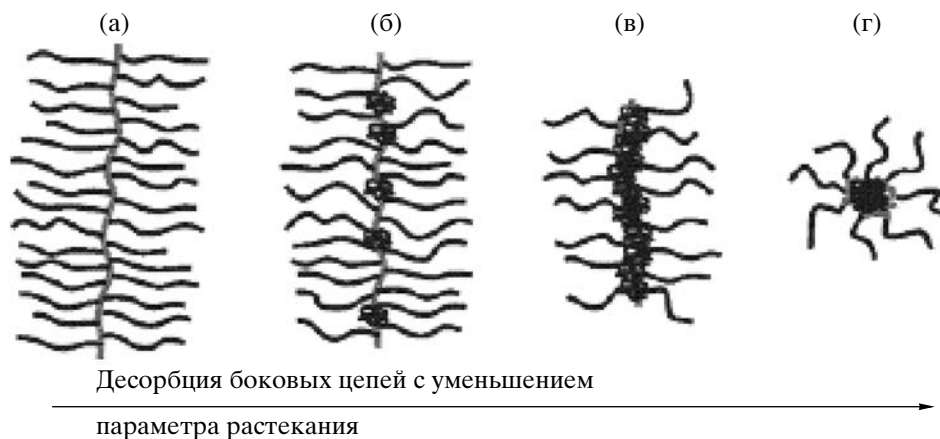 (а) (б) (в) (г)
Десорбция боковых цепей с уменьшением
параметра растекания